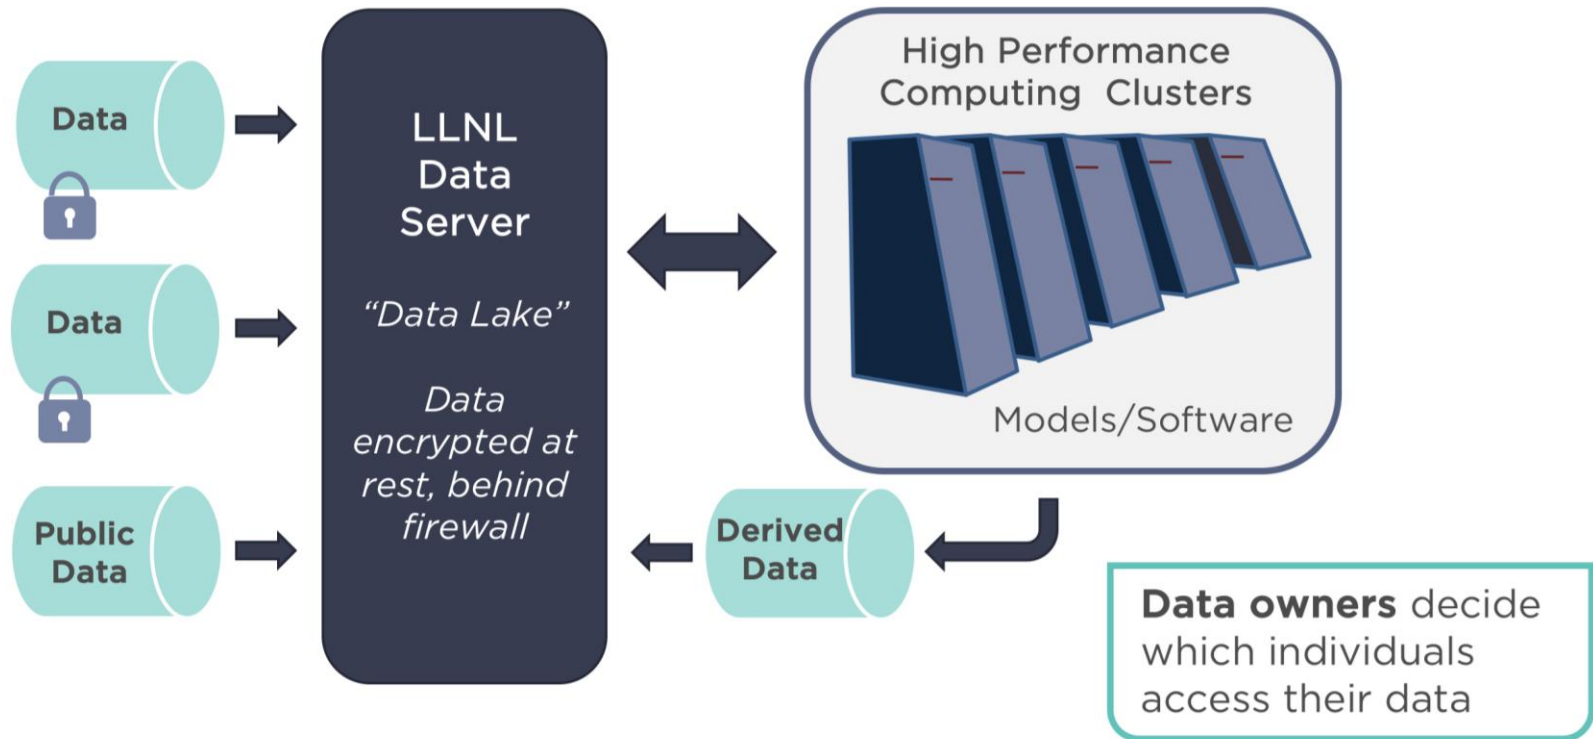 Data
Data
Public
Data
LLNL
Data
Server
“Data Lake”
Data
encrypted at
rest, behind
firewall
High Performance
Computing Clusters
Models/Software
Derived
Data
Data owners decide
which individuals
access their data